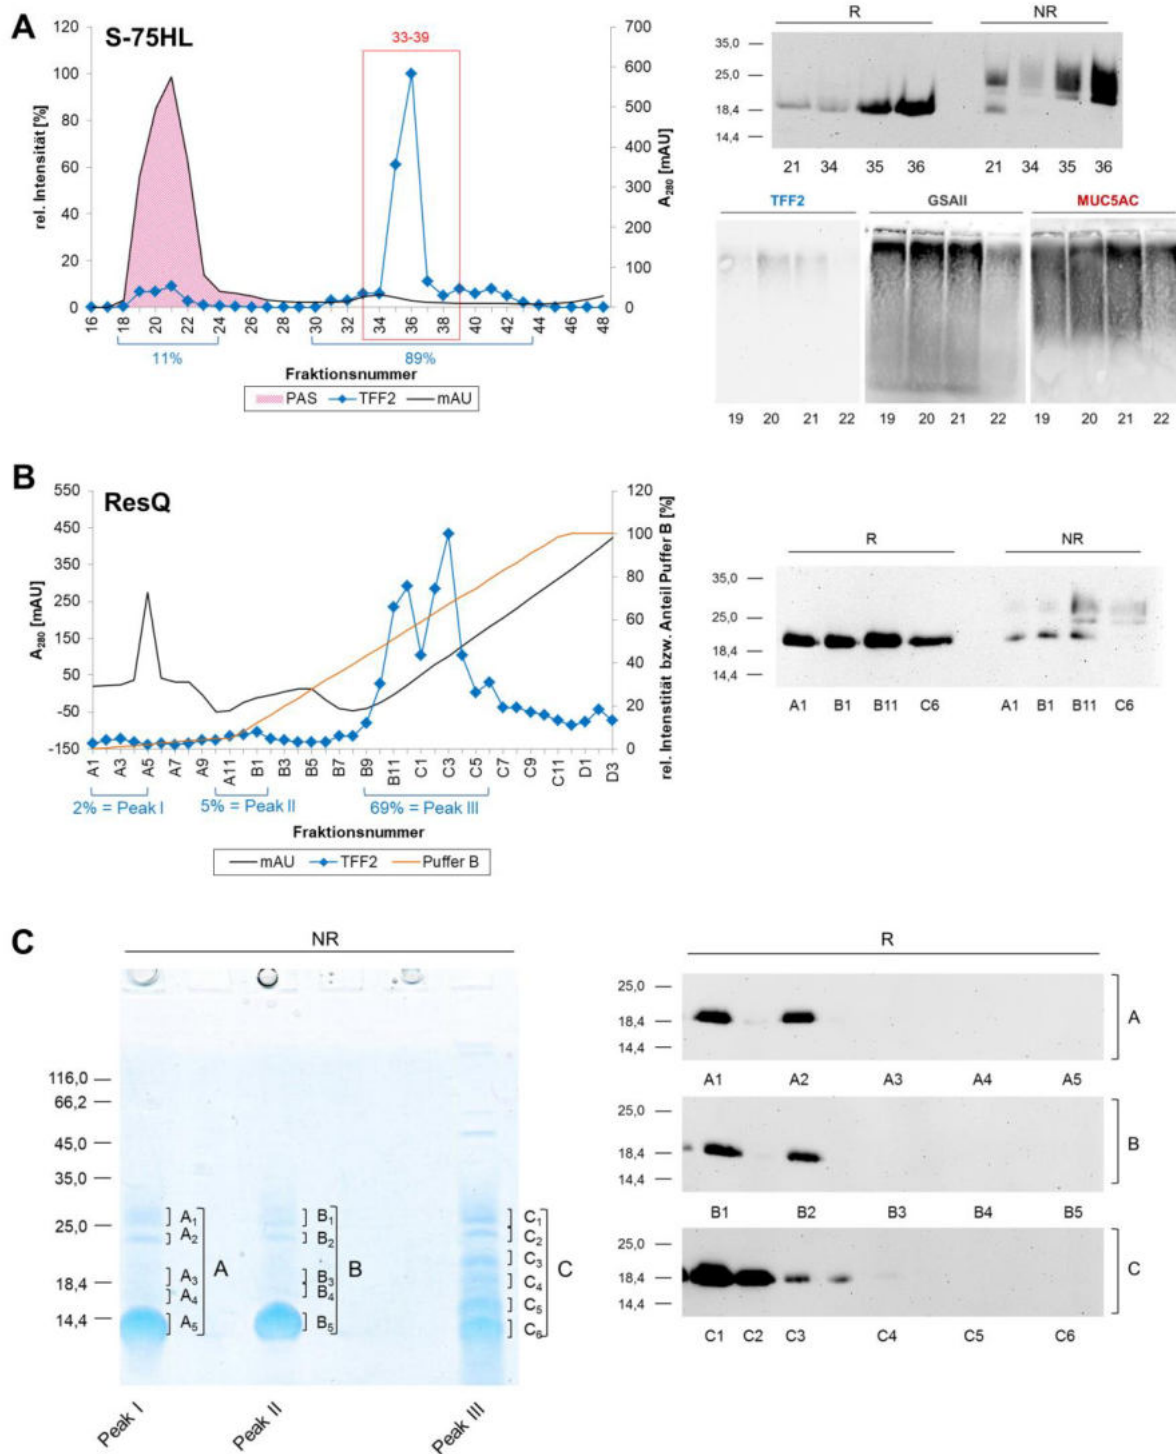 A
S-75HL
33-39
rel. Intensität [%]
120
100
80
60
40
20
0
A₂₈₀ [mAU]
700
600
500
400
300
200
100
0
16 18 20 22 24 26 28 30 32 34 36 38 40 42 44 46 48
11%
89%
Fraktionsnummer
PAS TFF2 mAU
R NR
35,0
25,0
18,4
14,4
21 34 35 36 21 34 35 36
TFF2 GSAII MUC5AC
19 20 21 22 19 20 21 22 19 20 21 22
B
ResQ
A₂₈₀ [mAU]
550
450
350
250
150
50
-50
-150
rel. Intenstität bzw. Anteil Puffer B [%]
120
100
80
60
40
20
0
A1 A3 A5 A7 A9 A11 B1 B3 B5 B7 B9 B11 C1 C3 C5 C7 C9 C11 D1 D3
2% = Peak I 5% = Peak II 69% = Peak III
Fraktionsnummer
mAU TFF2 Puffer B
R NR
35,0
25,0
18,4
14,4
A1 B1 B11 C6 A1 B1 B11 C6
C
NR
116,0
66,2
45,0
35,0
25,0
18,4
14,4
A₁
A₂
A₃
A₄
A₅
A
B₁
B₂
B₃
B₄
B₅
B
C₁
C₂
C₃
C₄
C₅
C₆
C
Peak I Peak II Peak III
R
25,0
18,4
14,4
A
A1 A2 A3 A4 A5
25,0
18,4
14,4
B
B1 B2 B3 B4 B5
25,0
18,4
14,4
C
C1 C2 C3 C4 C5 C6